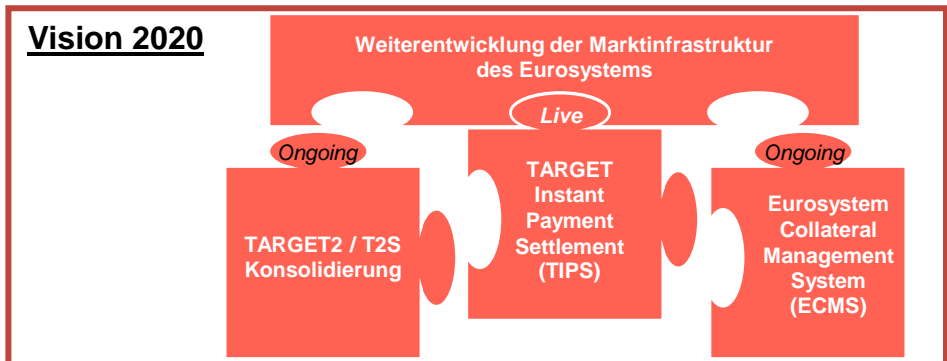 Vision 2020
Weiterentwicklung der Marktinfrastruktur
des Eurosystems
Live
Ongoing
Ongoing
TARGET2 / T2S
Konsolidierung
TARGET
Instant
Payment
Settlement
(TIPS)
Eurosystem
Collateral
Management
System
(ECMS)